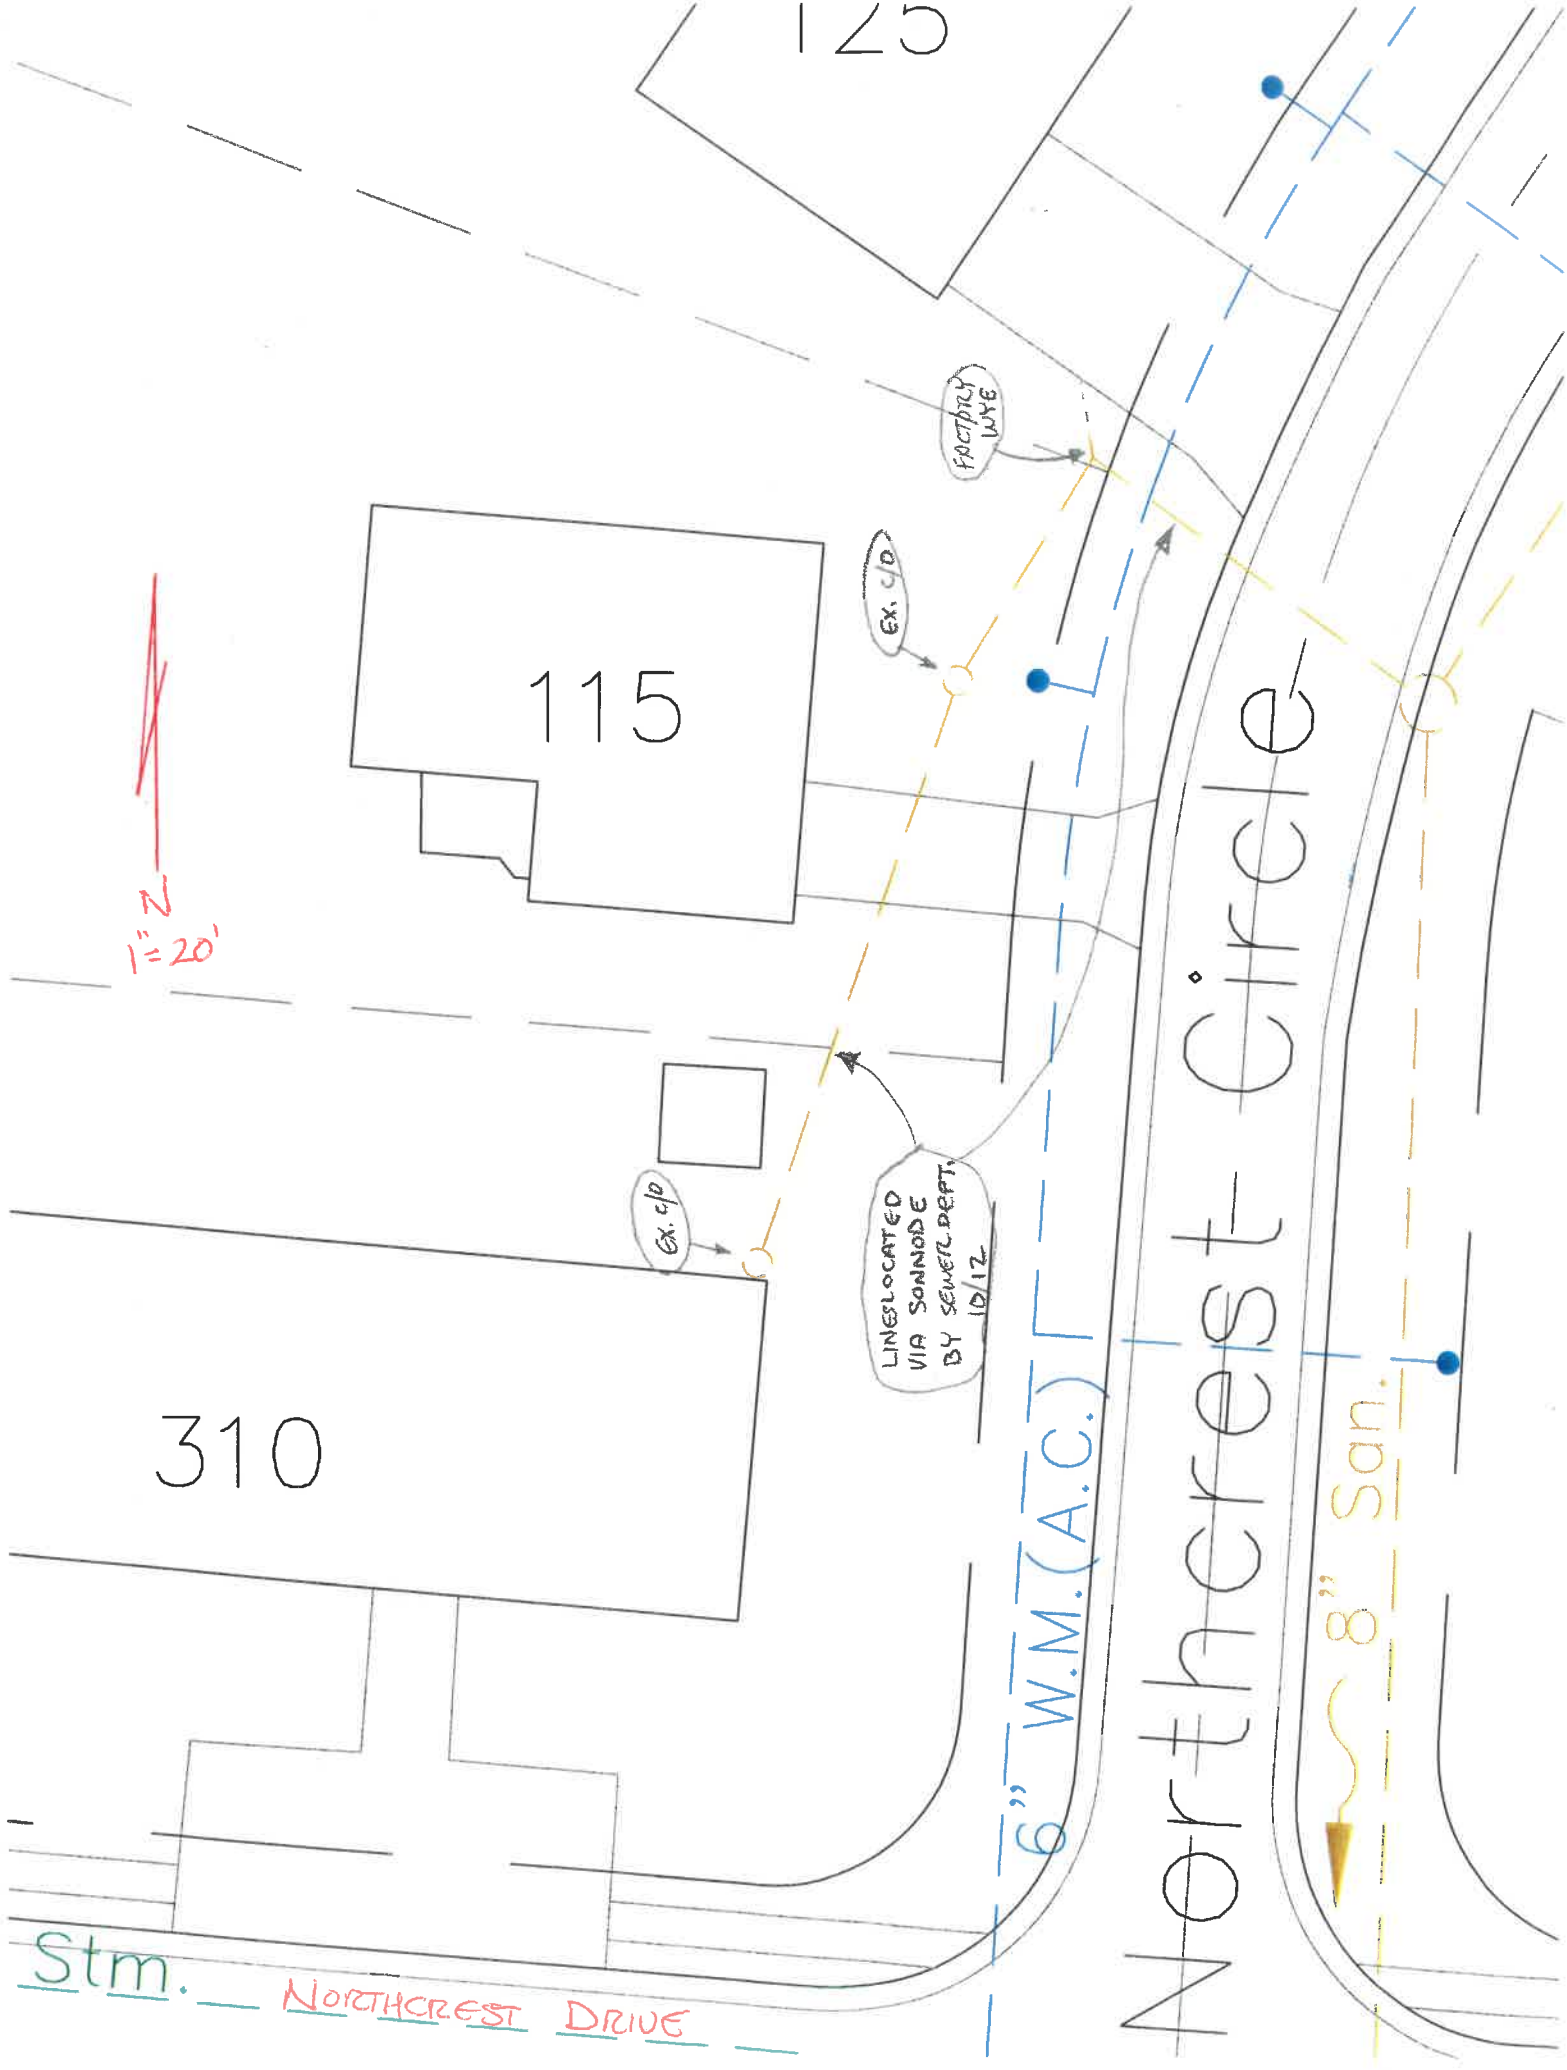 125
FACTORY
WYE
EX. C/O
115
N
1"=20'
EX. C/O
LINES LOCATED
VIA SONNODE
BY SEWER DEPT.
10/12
310
6" W.M.(A.C.)
Northcrest Circle
8" San.
Stm.
NORTHCREST DRIVE